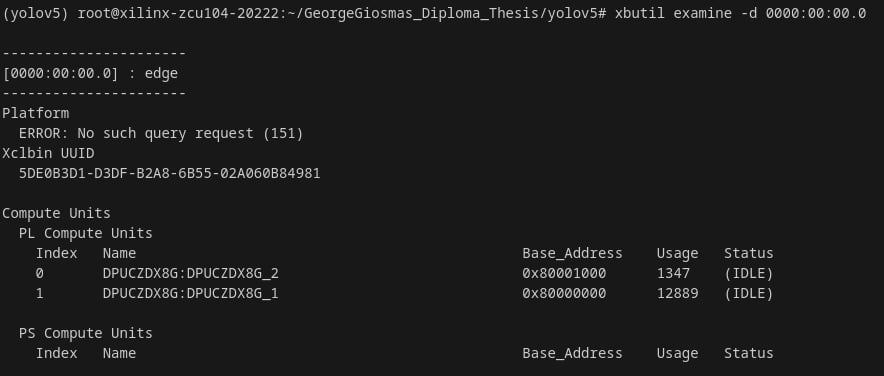 (yolov5) root@xilinx-zcu104-20222:~/GeorgeGiosmas_Diploma_Thesis/yolov5# xbutil examine -d 0000:00:00.0
----------------------
[0000:00:00.0] : edge
----------------------
Platform
  ERROR: No such query request (151)
Xclbin UUID
  5DE0B3D1-D3DF-B2A8-6B55-02A060B84981
Compute Units
  PL Compute Units
    Index   Name                                              Base_Address    Usage   Status
    0       DPUCZDX8G:DPUCZDX8G_2                             0x80001000      1347    (IDLE)
    1       DPUCZDX8G:DPUCZDX8G_1                             0x80000000      12889   (IDLE)
  PS Compute Units
    Index   Name                                              Base_Address    Usage   Status